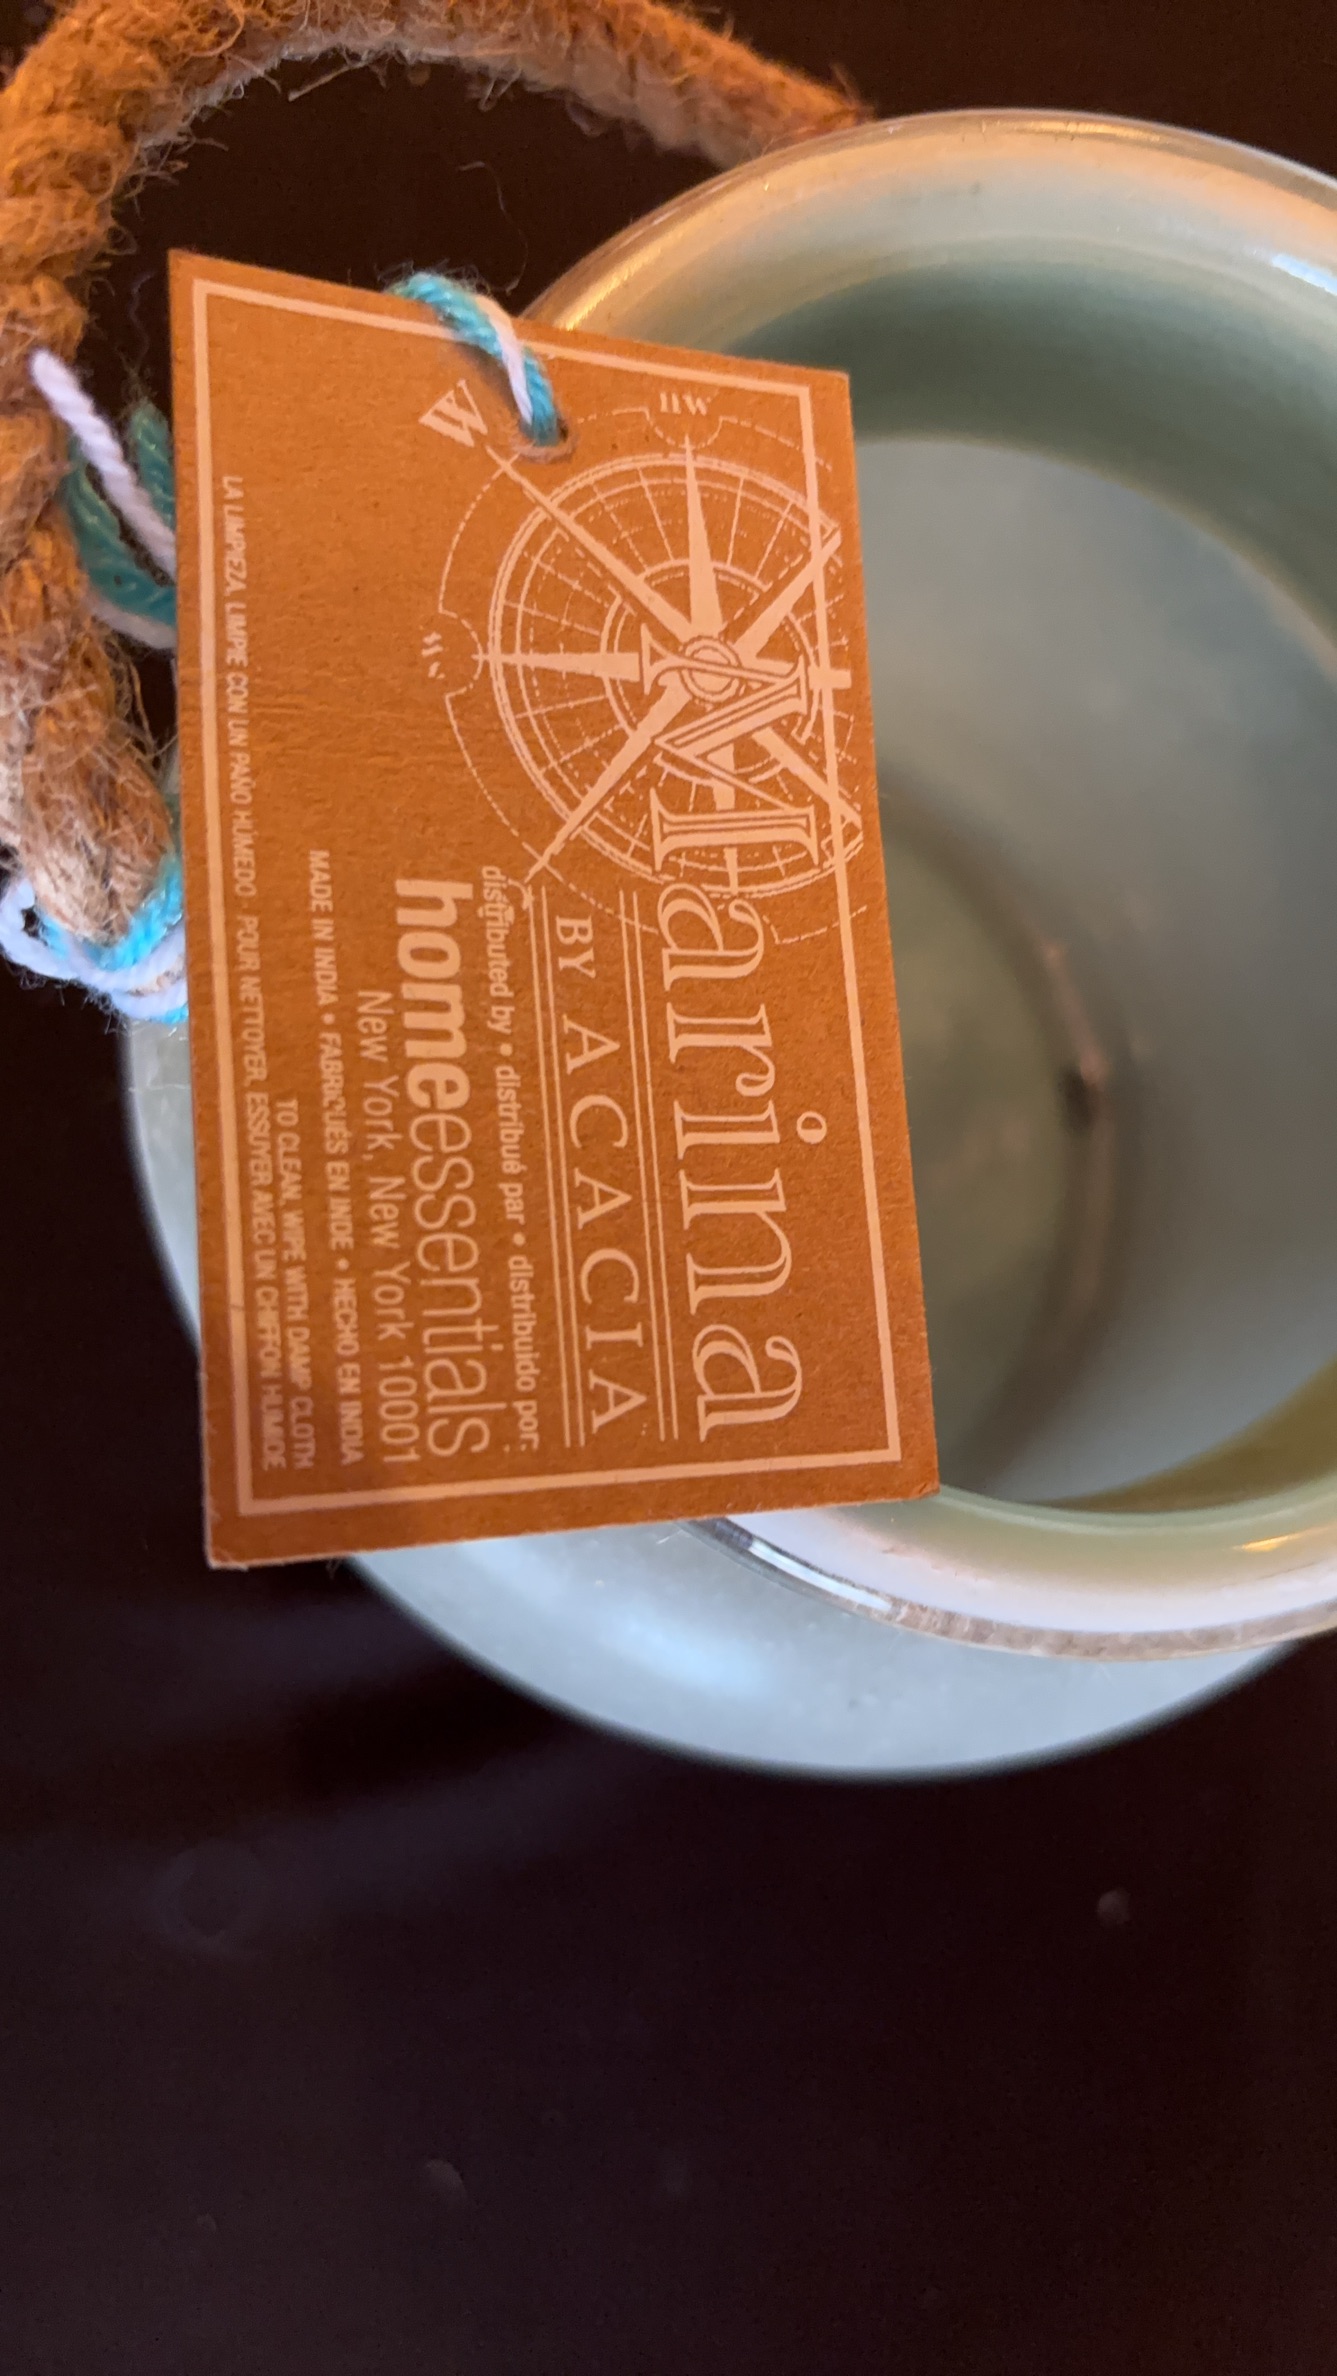 W
NW
SW
Marina
BY ACACIA
distributed by • distribué par • distribuido por:
homeessentials
New York, New York 10001
MADE IN INDIA • FABRIQUÉS EN INDE • HECHO EN INDIA
TO CLEAN, WIPE WITH DAMP CLOTH
LA LIMPIEZA, LIMPIE CON UN PAÑO HÚMEDO · POUR NETTOYER, ESSUYER AVEC UN CHIFFON HUMIDE